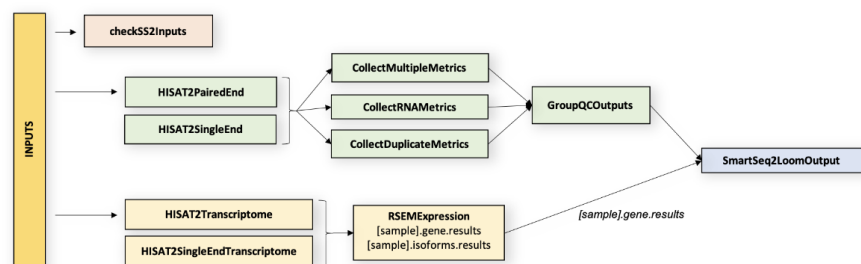 INPUTS
checkSS2Inputs
HISAT2PairedEnd
HISAT2SingleEnd
CollectMultipleMetrics
CollectRNAMetrics
CollectDuplicateMetrics
GroupQCOutputs
SmartSeq2LoomOutput
HISAT2Transcriptome
HISAT2SingleEndTranscriptome
RSEMExpression
[sample].gene.results
[sample].isoforms.results
[sample].gene.results